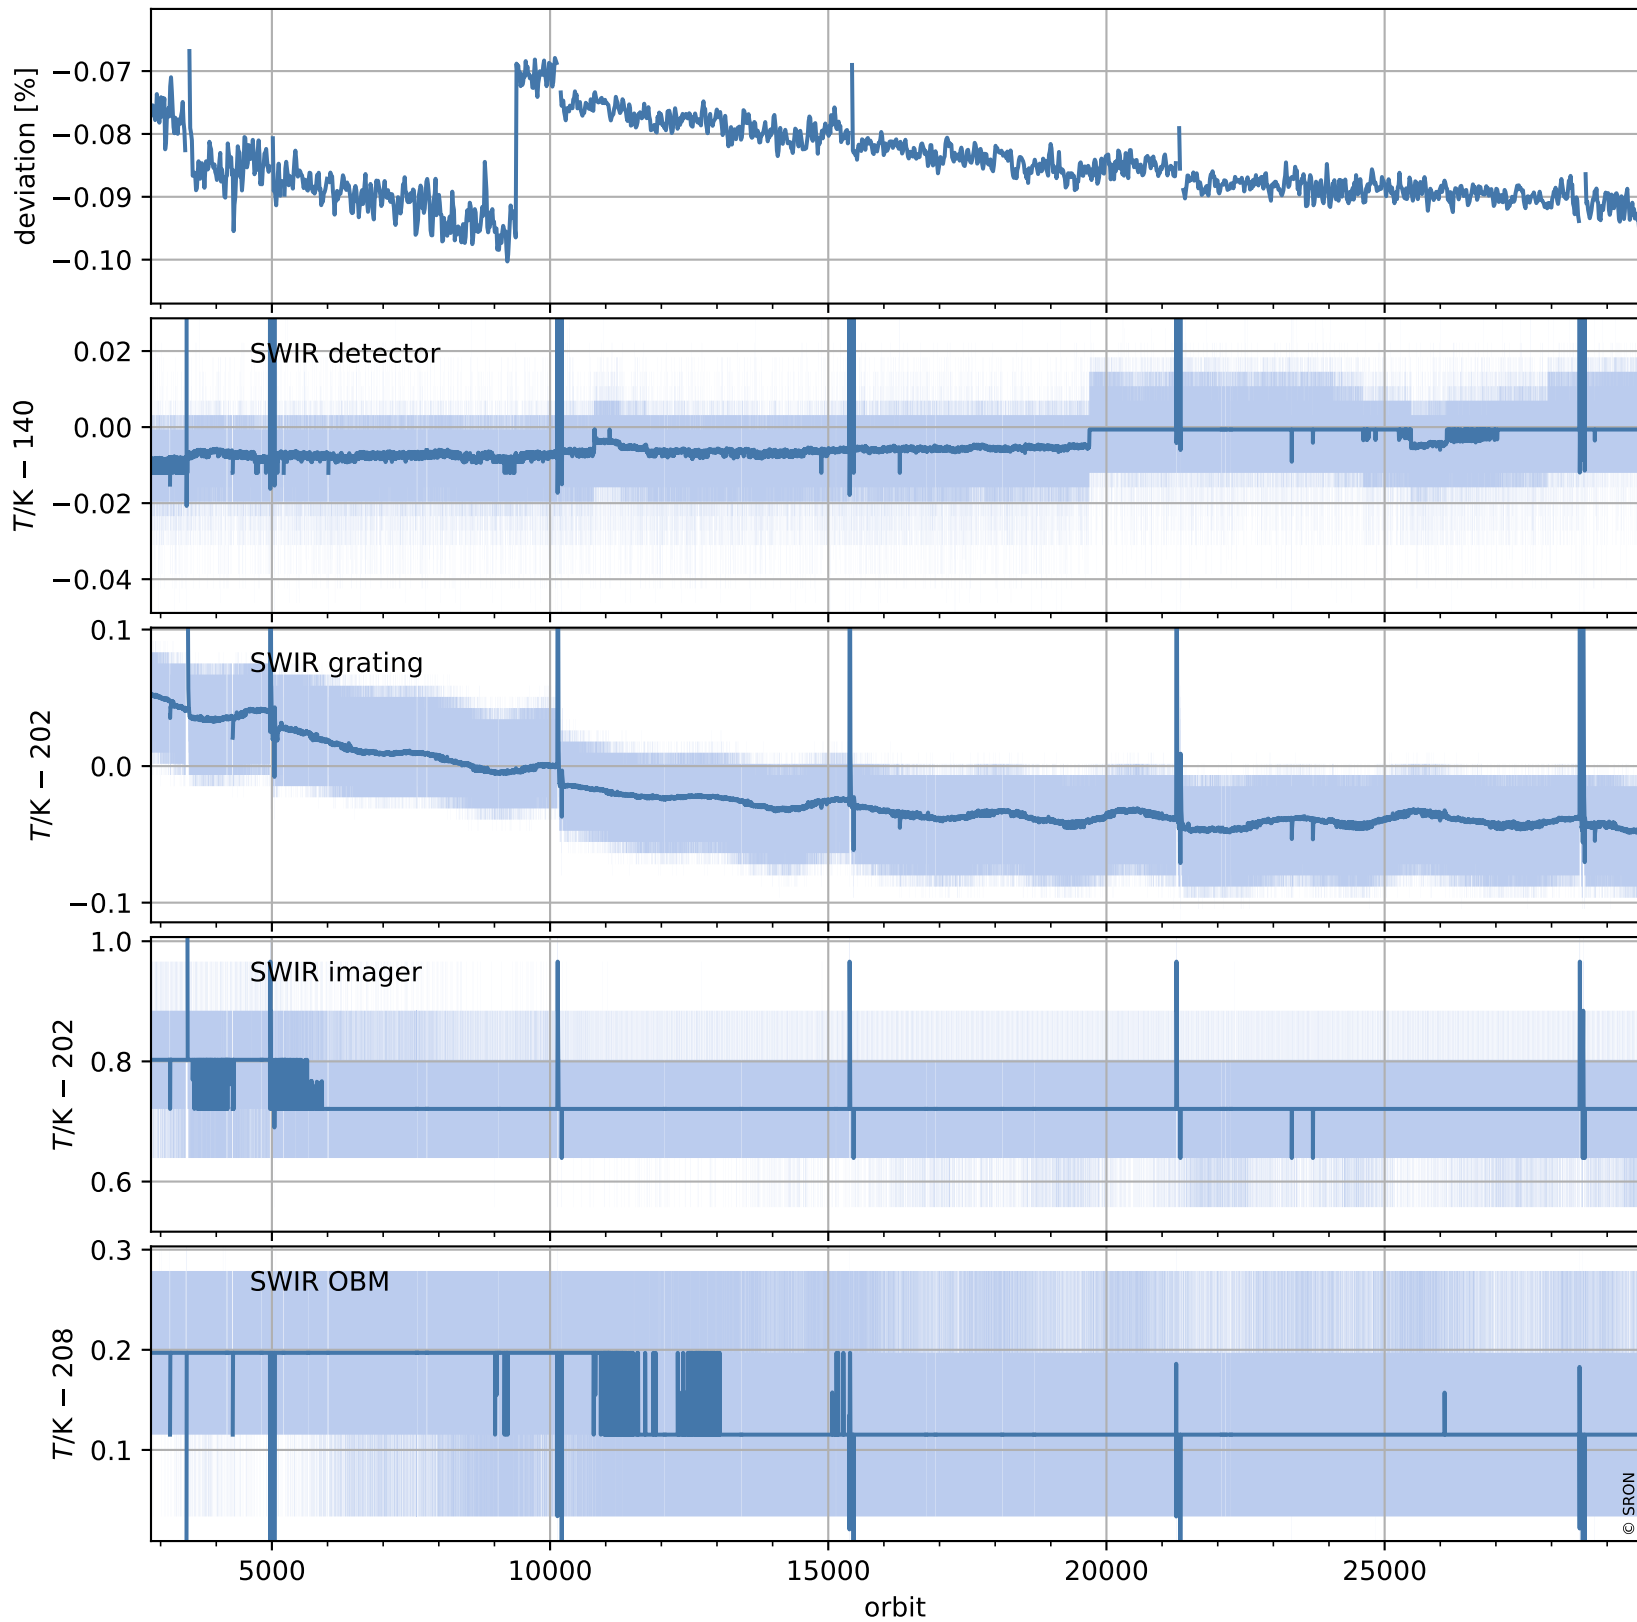 deviation [%]
−0.07
−0.08
−0.09
−0.10
T/K − 140
0.02
0.00
−0.02
−0.04
SWIR detector
T/K − 202
0.1
0.0
−0.1
SWIR grating
T/K − 202
1.0
0.8
0.6
SWIR imager
T/K − 208
0.3
0.2
0.1
SWIR OBM
© SRON
5000 10000 15000 20000 25000
orbit